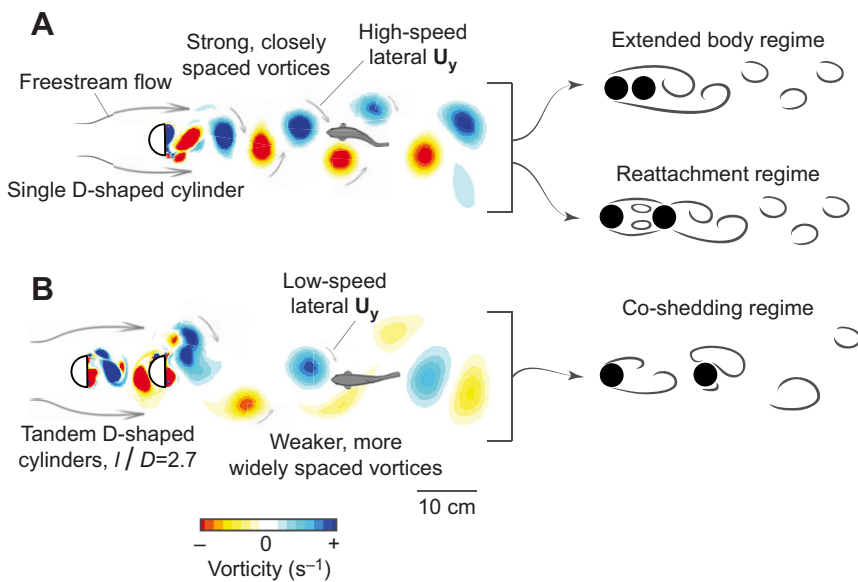 A
Strong, closely
spaced vortices
High-speed
lateral Uy
Freestream flow
Single D-shaped cylinder
Extended body regime
Reattachment regime
B
Low-speed
lateral Uy
Co-shedding regime
Tandem D-shaped
cylinders, l / D=2.7
Weaker, more
widely spaced vortices
10 cm
– 0 +
Vorticity (s–1)